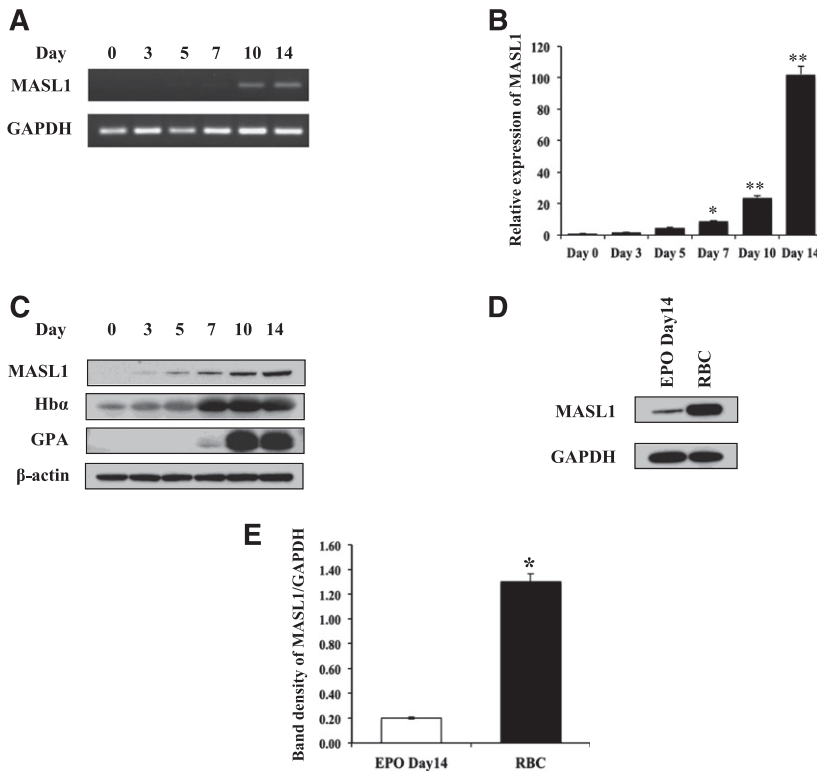 A
Day 0 3 5 7 10 14
MASL1
GAPDH
B
Relative expression of MASL1
120
100
80
60
40
20
0
*
**
**
Day 0 Day 3 Day 5 Day 7 Day 10 Day 14
C
Day 0 3 5 7 10 14
MASL1
Hbα
GPA
β-actin
D
EPO Day14
RBC
MASL1
GAPDH
E
Band density of MASL1/GAPDH
1.60
1.40
1.20
1.00
0.80
0.60
0.40
0.20
0.00
*
EPO Day14 RBC